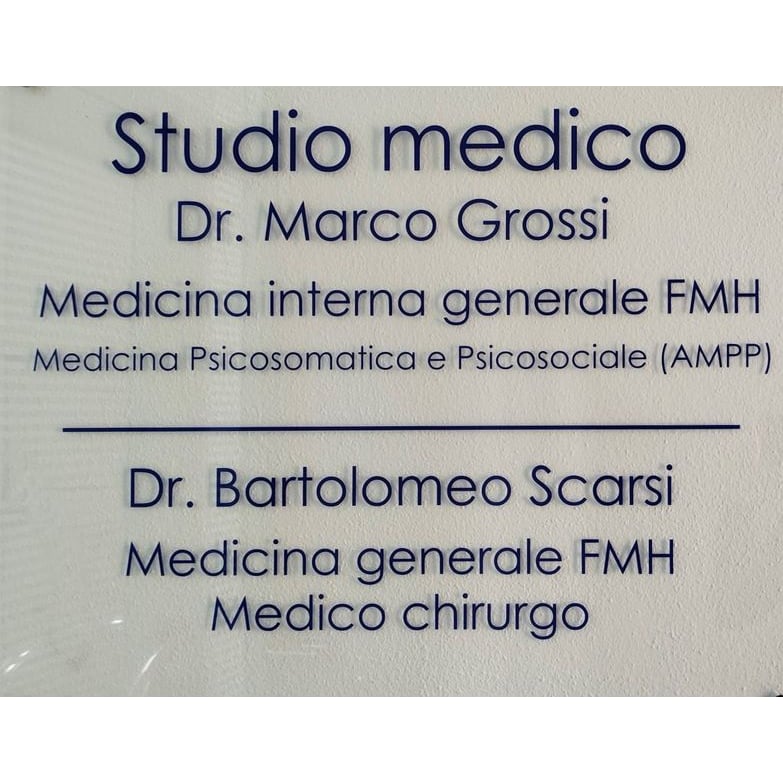 Studio medico
Dr. Marco Grossi
Medicina interna generale FMH
Medicina Psicosomatica e Psicosociale (AMPP)
Dr. Bartolomeo Scarsi
Medicina generale FMH
Medico chirurgo